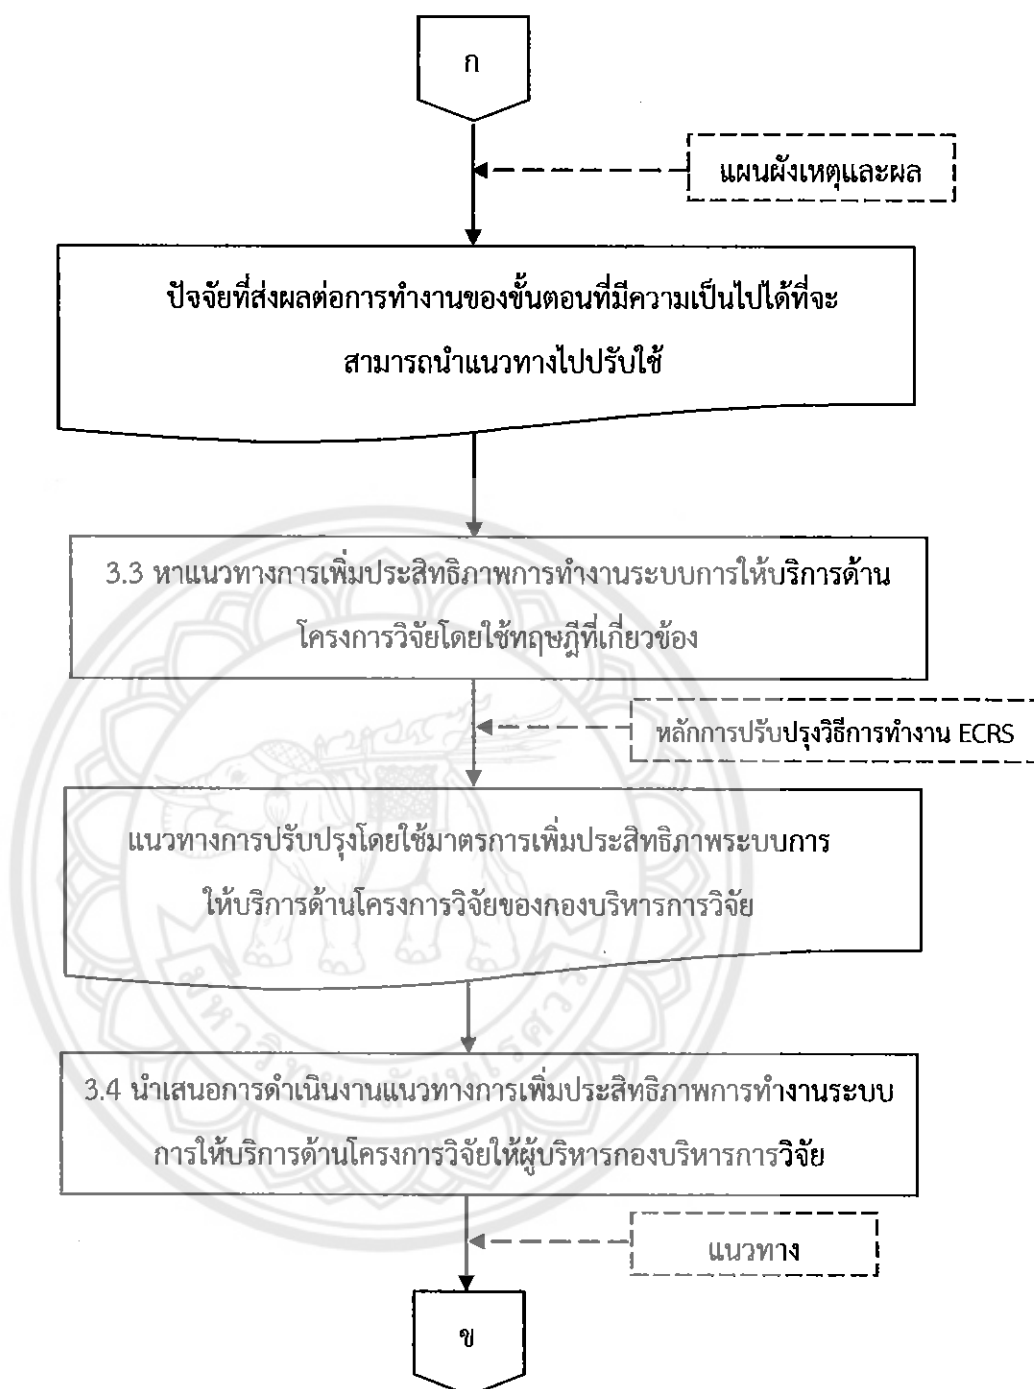 ก
แผนผังเหตุและผล
ปัจจัยที่ส่งผลต่อการทำงานของขั้นตอนที่มีความเป็นไปได้ที่จะ
สามารถนำแนวทางไปปรับใช้
3.3 หาแนวทางการเพิ่มประสิทธิภาพการทำงานระบบการให้บริการด้าน
โครงการวิจัยโดยใช้ทฤษฎีที่เกี่ยวข้อง
หลักการปรับปรุงวิธีการทำงาน ECRS
แนวทางการปรับปรุงโดยใช้มาตรการเพิ่มประสิทธิภาพระบบการ
ให้บริการด้านโครงการวิจัยของกองบริหารการวิจัย
3.4 นำเสนอการดำเนินงานแนวทางการเพิ่มประสิทธิภาพการทำงานระบบ
การให้บริการด้านโครงการวิจัยให้ผู้บริหารกองบริหารการวิจัย
แนวทาง
ข